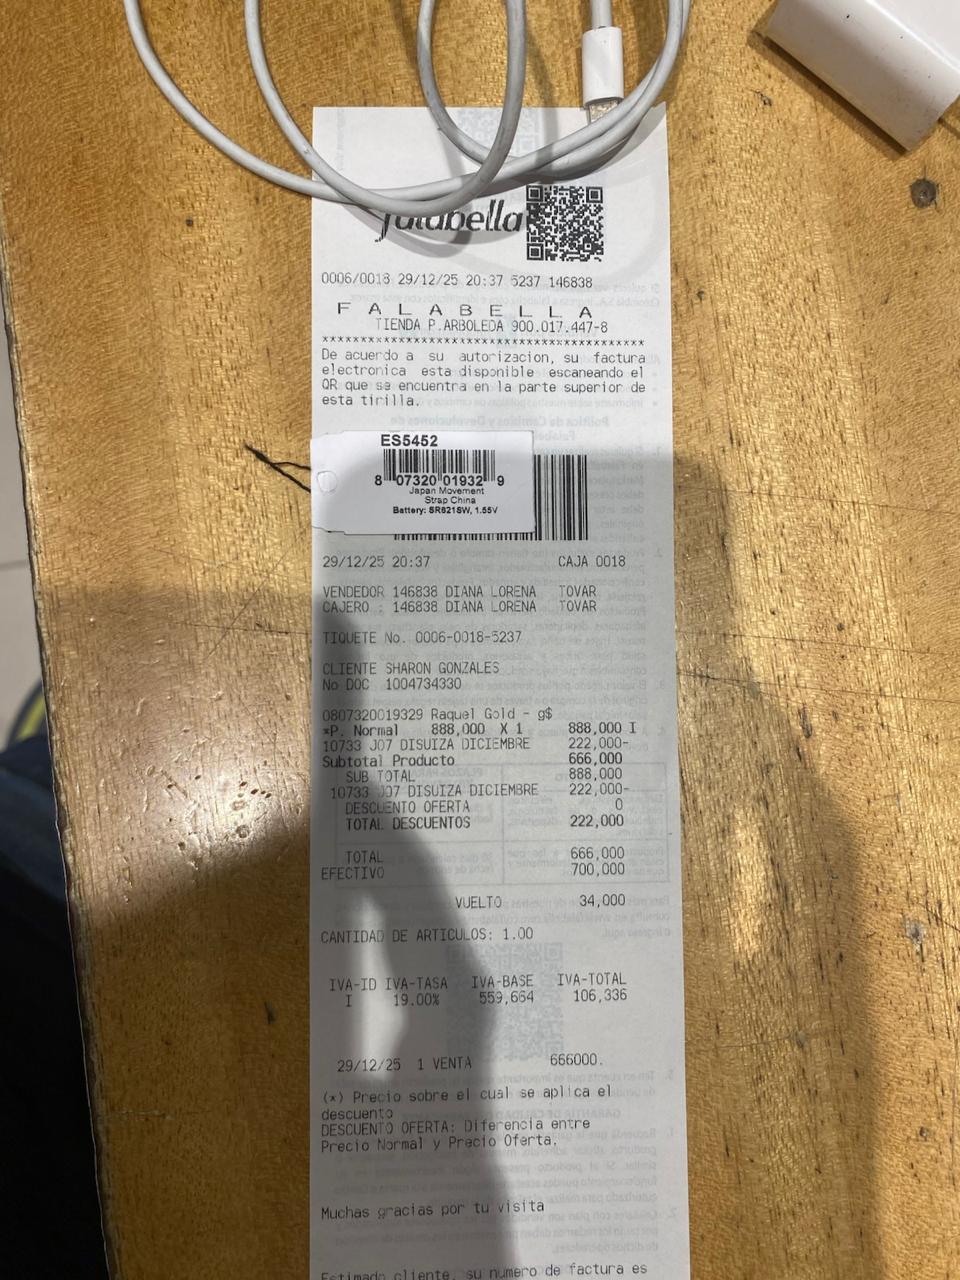 falabella
0006/0018 29/12/25 20:37 5237 146838
F A L A B E L L A
TIENDA P.ARBOLEDA 900.017.447-8
******************************************
De acuerdo a su autorizacion, su factura
electronica esta disponible escaneando el
QR que se encuentra en la parte superior de
esta tirilla.
ES5452
8 07320 01932 9
Japan Movement
Strap China
Battery: SR621SW, 1.55V
29/12/25 20:37 CAJA 0018
VENDEDOR 146838 DIANA LORENA TOVAR
CAJERO : 146838 DIANA LORENA TOVAR
TIQUETE No. 0006-0018-5237
CLIENTE SHARON GONZALES
No DOC 1004734330
0807320019329 Raquel Gold - g$
*P. Normal 888,000 X 1 888,000 I
10733 J07 DISUIZA DICIEMBRE 222,000-
Subtotal Producto 666,000
SUB TOTAL 888,000
10733 J07 DISUIZA DICIEMBRE 222,000-
DESCUENTO OFERTA 0
TOTAL DESCUENTOS 222,000
TOTAL 666,000
EFECTIVO 700,000
VUELTO 34,000
CANTIDAD DE ARTICULOS: 1.00
IVA-ID IVA-TASA IVA-BASE IVA-TOTAL
I 19.00% 559,664 106,336
29/12/25 1 VENTA 666000.
(*) Precio sobre el cual se aplica el
descuento
DESCUENTO OFERTA: Diferencia entre
Precio Normal y Precio Oferta.
Muchas gracias por tu visita
Estimado cliente, su numero de factura es